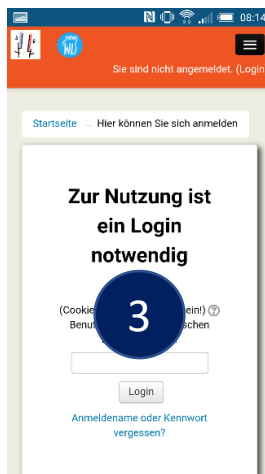 08:14
Sie sind nicht angemeldet. (Login
Startseite → Hier können Sie sich anmelden
Zur Nutzung ist
ein Login
notwendig
(Cookie ein!)
Benut schen
3
Login
Anmeldename oder Kennwort
vergessen?